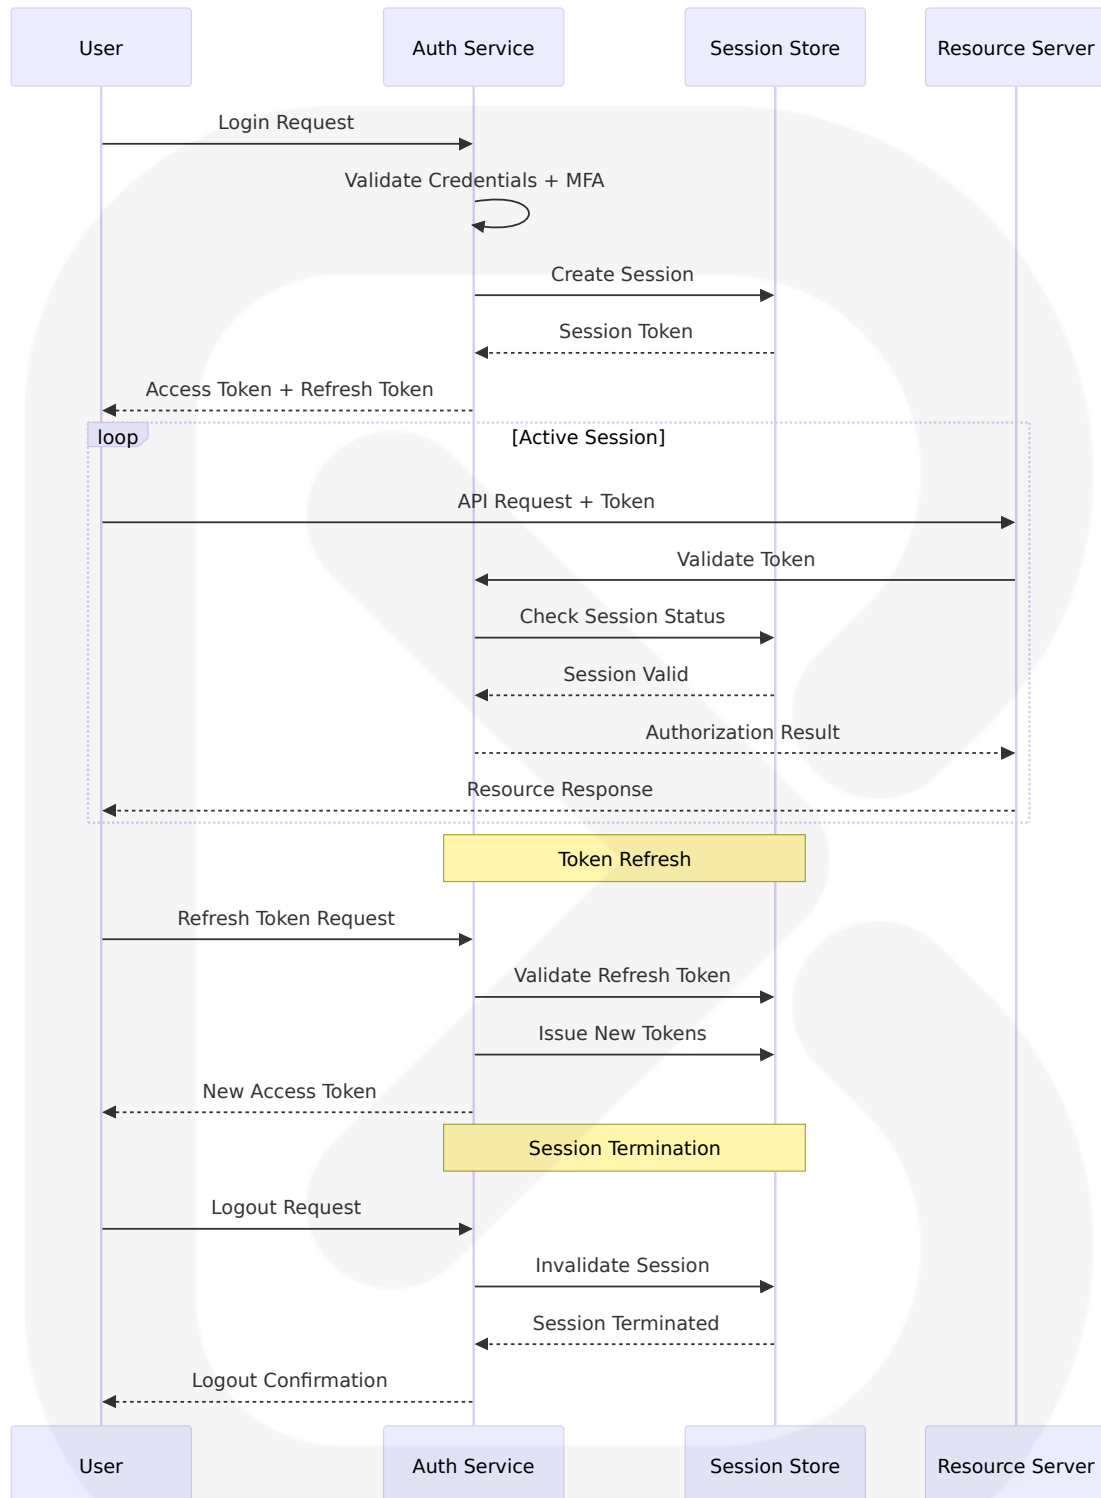 User
Auth Service
Session Store
Resource Server
Login Request
Validate Credentials + MFA
Create Session
Session Token
Access Token + Refresh Token
loop
[Active Session]
API Request + Token
Validate Token
Check Session Status
Session Valid
Authorization Result
Resource Response
Token Refresh
Refresh Token Request
Validate Refresh Token
Issue New Tokens
New Access Token
Session Termination
Logout Request
Invalidate Session
Session Terminated
Logout Confirmation
User
Auth Service
Session Store
Resource Server